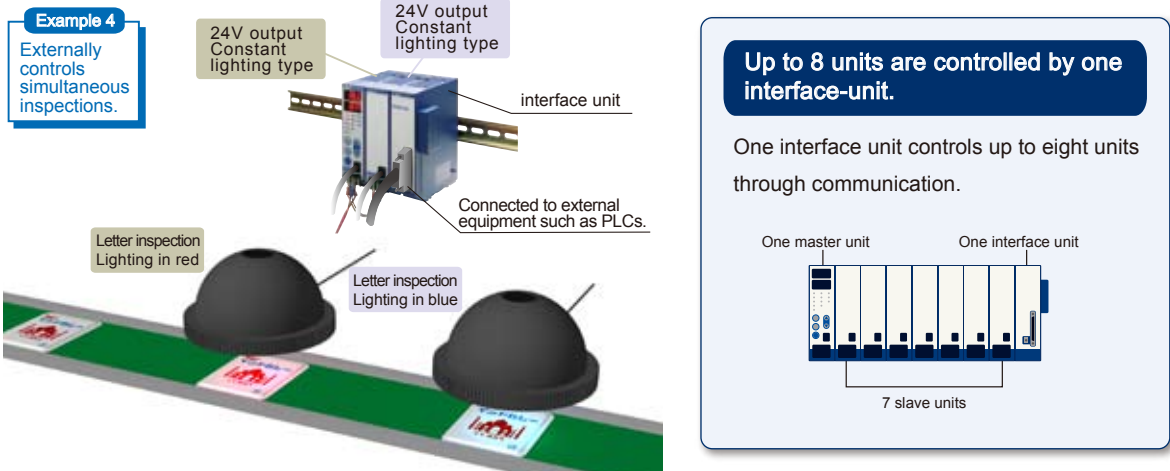 Example 4
Externally
controls
simultaneous
inspections.
24V output
Constant
lighting type
24V output
Constant
lighting type
interface unit
Connected to external
equipment such as PLCs.
Letter inspection
Lighting in red
Letter inspection
Lighting in blue
Up to 8 units are controlled by one
interface-unit.
One interface unit controls up to eight units
through communication.
One master unit
One interface unit
7 slave units